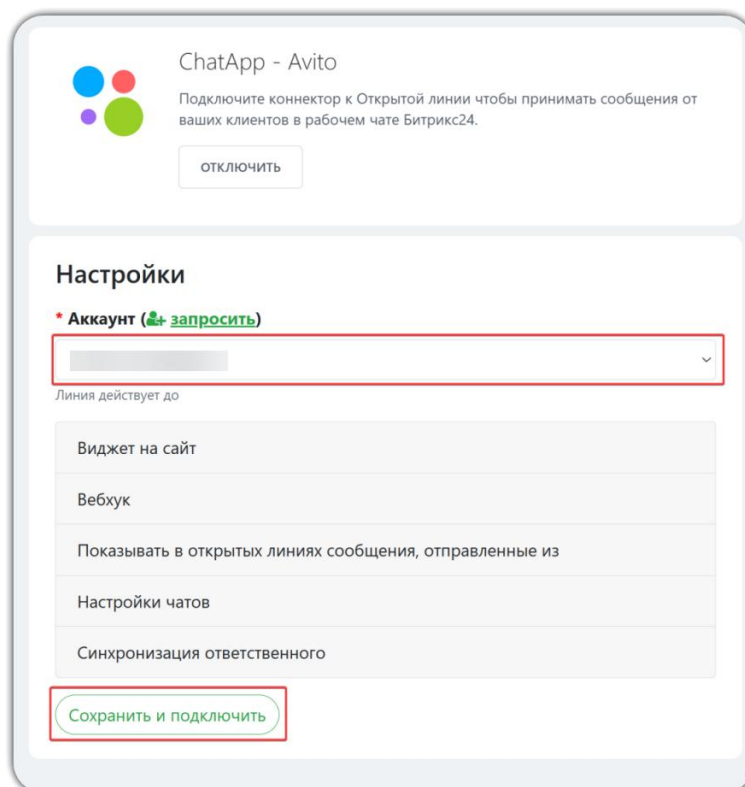 ChatApp - Avito
Подключите коннектор к Открытой линии чтобы принимать сообщения от
ваших клиентов в рабочем чате Битрикс24.
ОТКЛЮЧИТЬ
Настройки
* Аккаунт (запросить)
Линия действует до
Виджет на сайт
Вебхук
Показывать в открытых линиях сообщения, отправленные из
Настройки чатов
Синхронизация ответственного
Сохранить и подключить